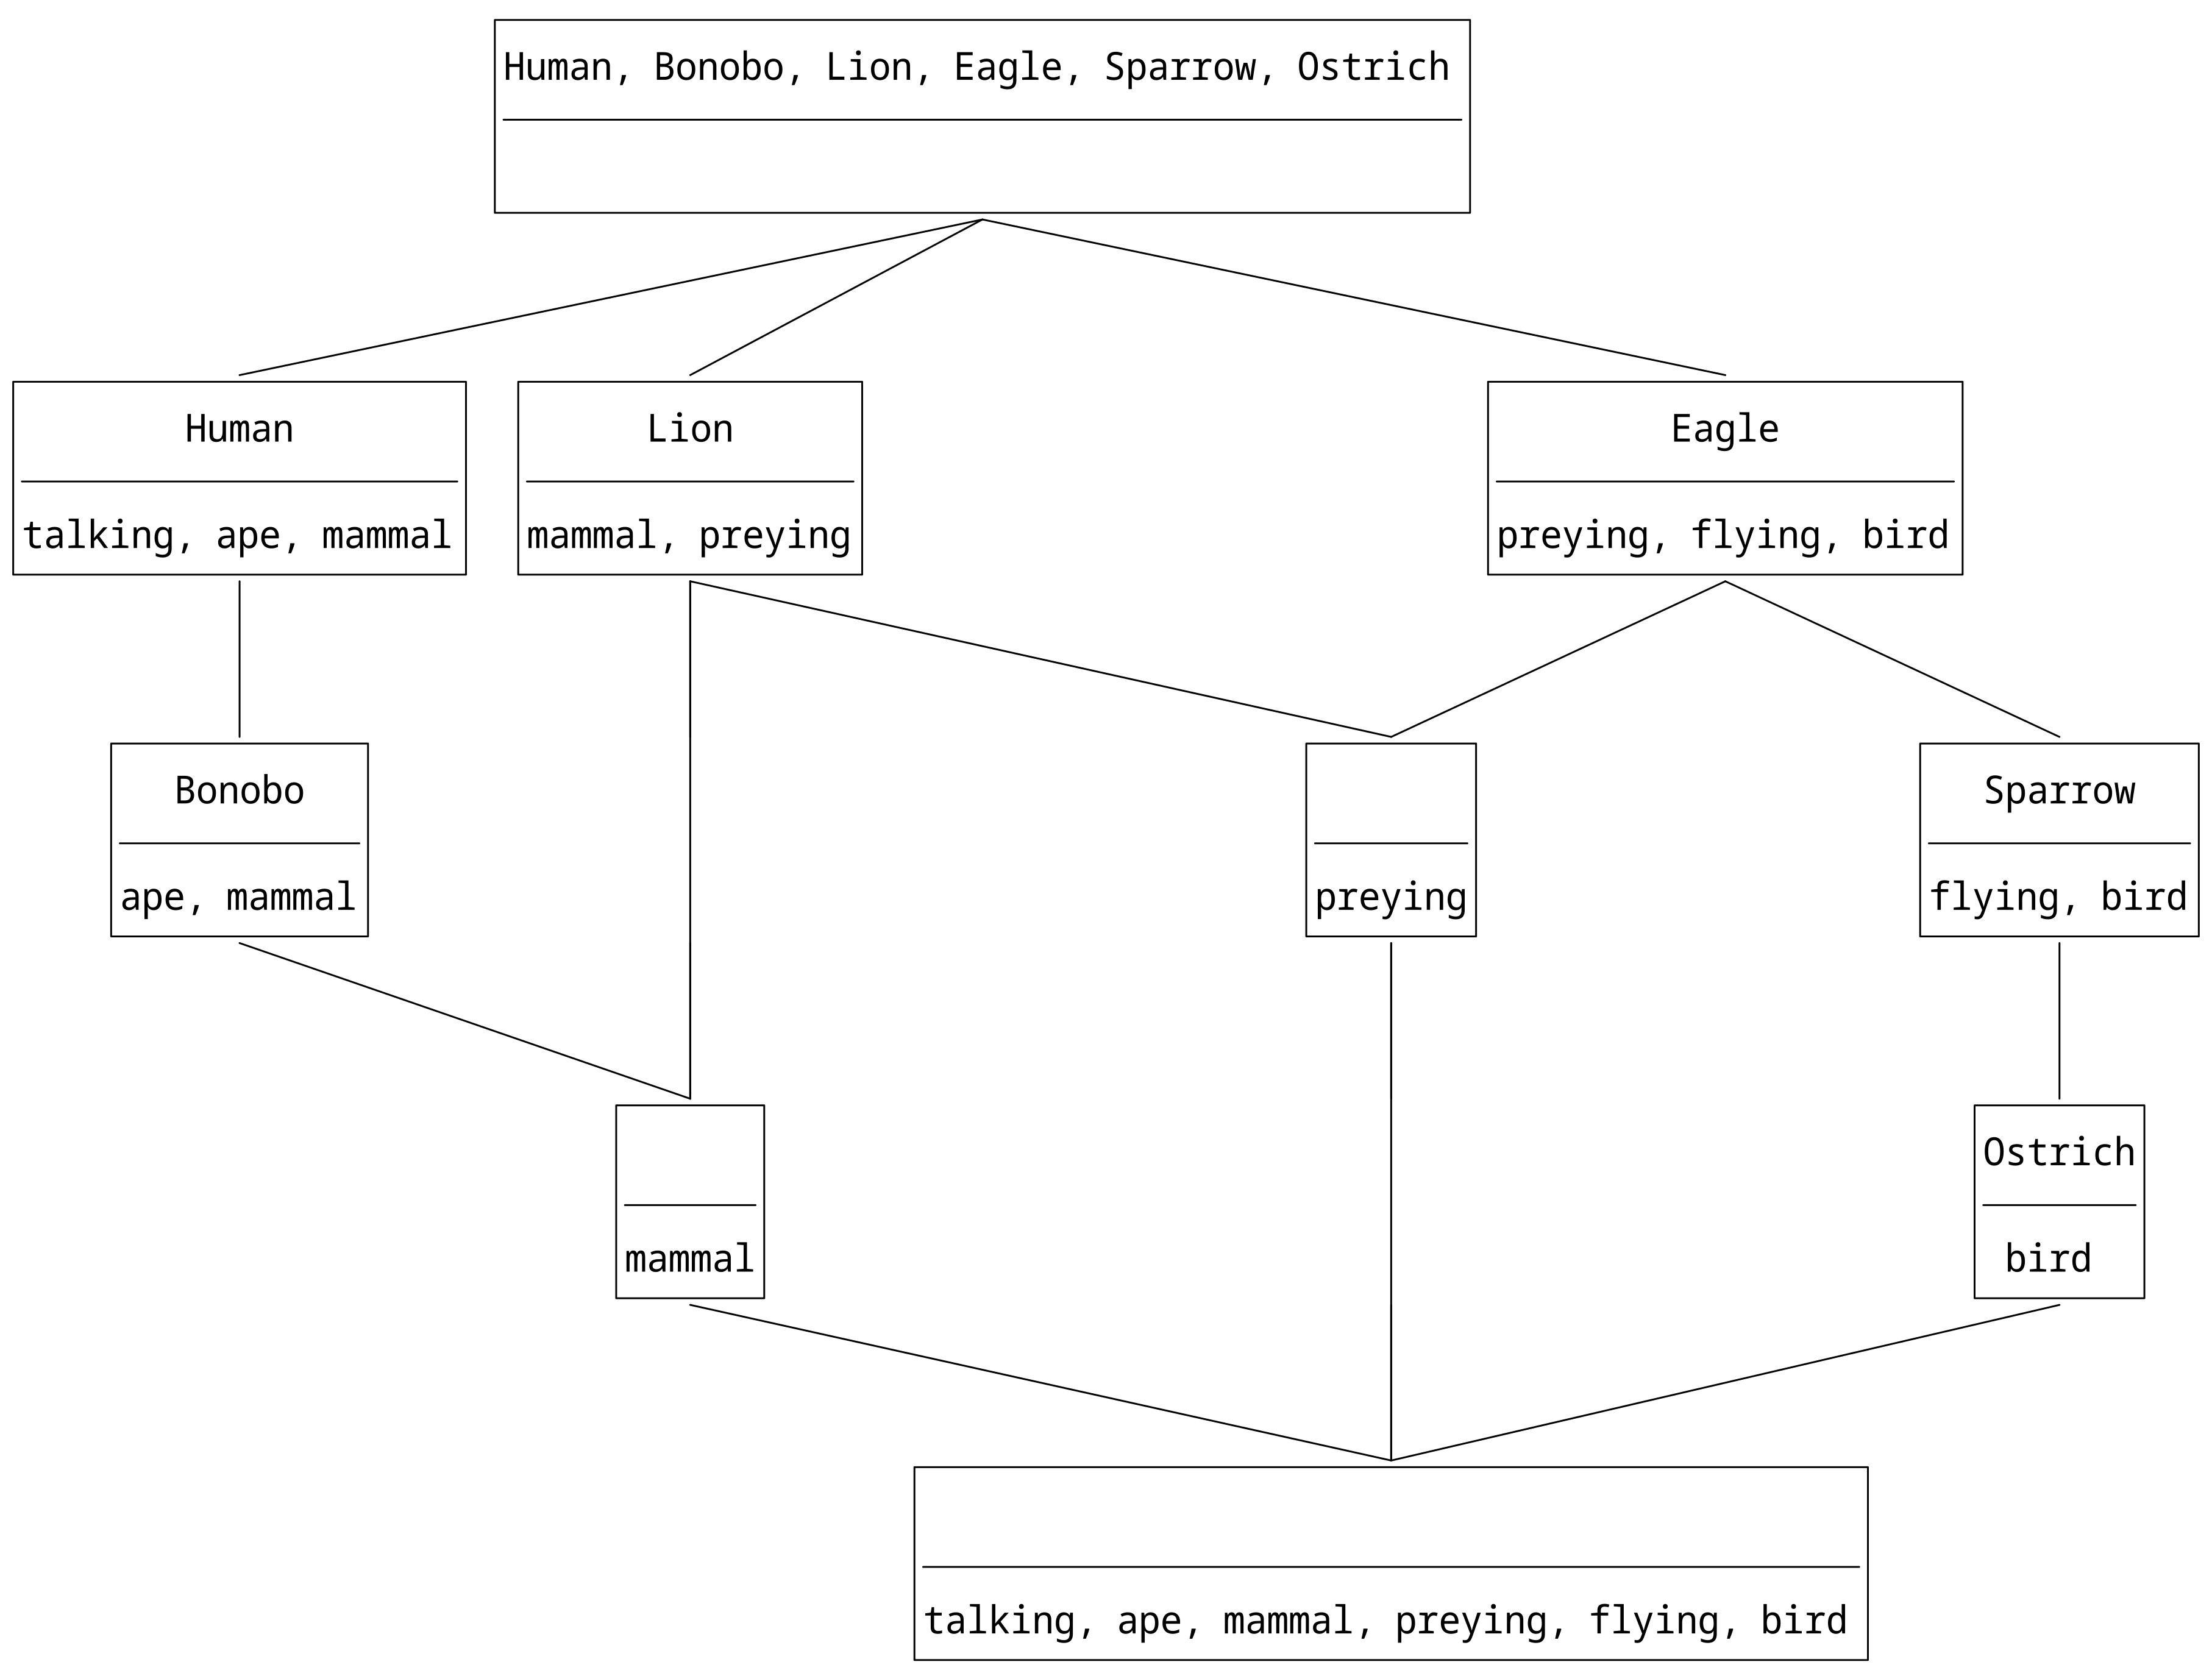 Human, Bonobo, Lion, Eagle, Sparrow, Ostrich
Human
talking, ape, mammal
Lion
mammal, preying
Eagle
preying, flying, bird
Bonobo
ape, mammal
preying
Sparrow
flying, bird
mammal
Ostrich
bird
talking, ape, mammal, preying, flying, bird